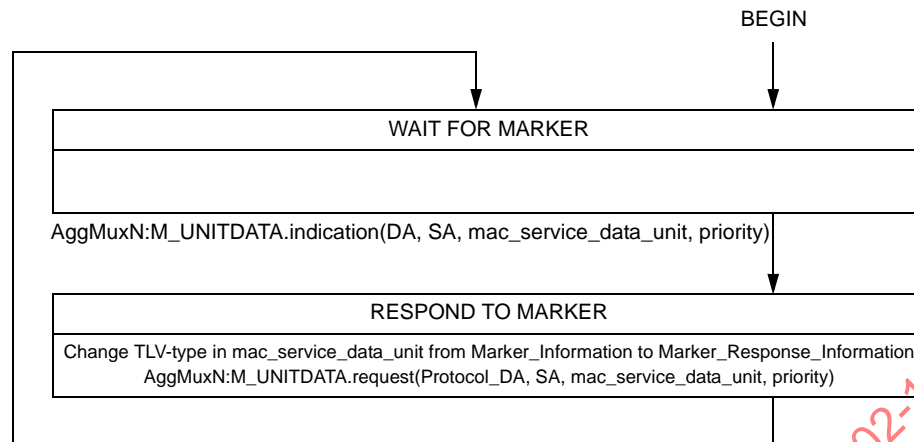 BEGIN
WAIT FOR MARKER
AggMuxN:M_UNITDATA.indication(DA, SA, mac_service_data_unit, priority)
RESPOND TO MARKER
Change TLV-type in mac_service_data_unit from Marker_Information to Marker_Response_Information
AggMuxN:M_UNITDATA.request(Protocol_DA, SA, mac_service_data_unit, priority)